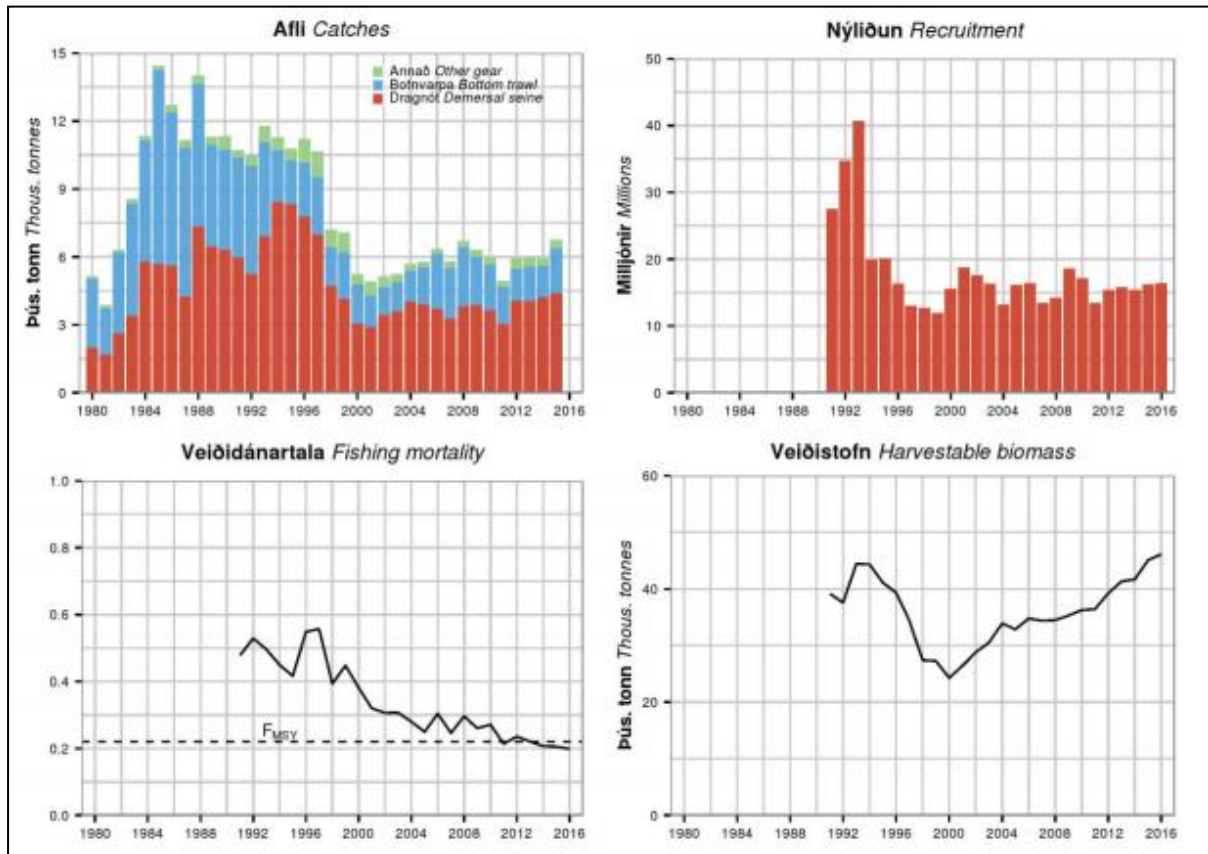 Afli Catches
Þús. tonn Thous. tonnes
15
12
9
6
3
0
Annað Other gear
Botnvarpa Bottom trawl
Dragnót Demersal seine
1980 1984 1988 1992 1996 2000 2004 2008 2012 2016
Nýliðun Recruitment
Milljónir Millions
50
40
30
20
10
0
1980 1984 1988 1992 1996 2000 2004 2008 2012 2016
Veiðidánartala Fishing mortality
1.0
0.8
0.6
0.4
0.2
0.0
FMSY
1980 1984 1988 1992 1996 2000 2004 2008 2012 2016
Veiðistofn Harvestable biomass
Þús. tonn Thous. tonnes
60
40
20
0
1980 1984 1988 1992 1996 2000 2004 2008 2012 2016